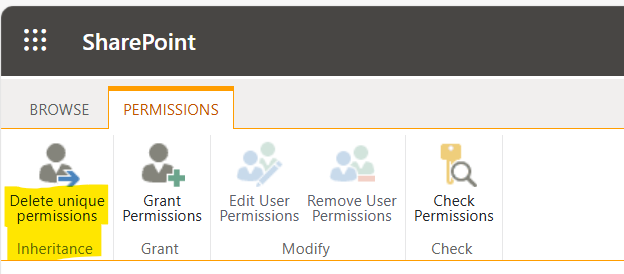 SharePoint
BROWSE
PERMISSIONS
Delete unique
permissions
Grant
Permissions
Edit User
Permissions
Remove User
Permissions
Check
Permissions
Inheritance
Grant
Modify
Check